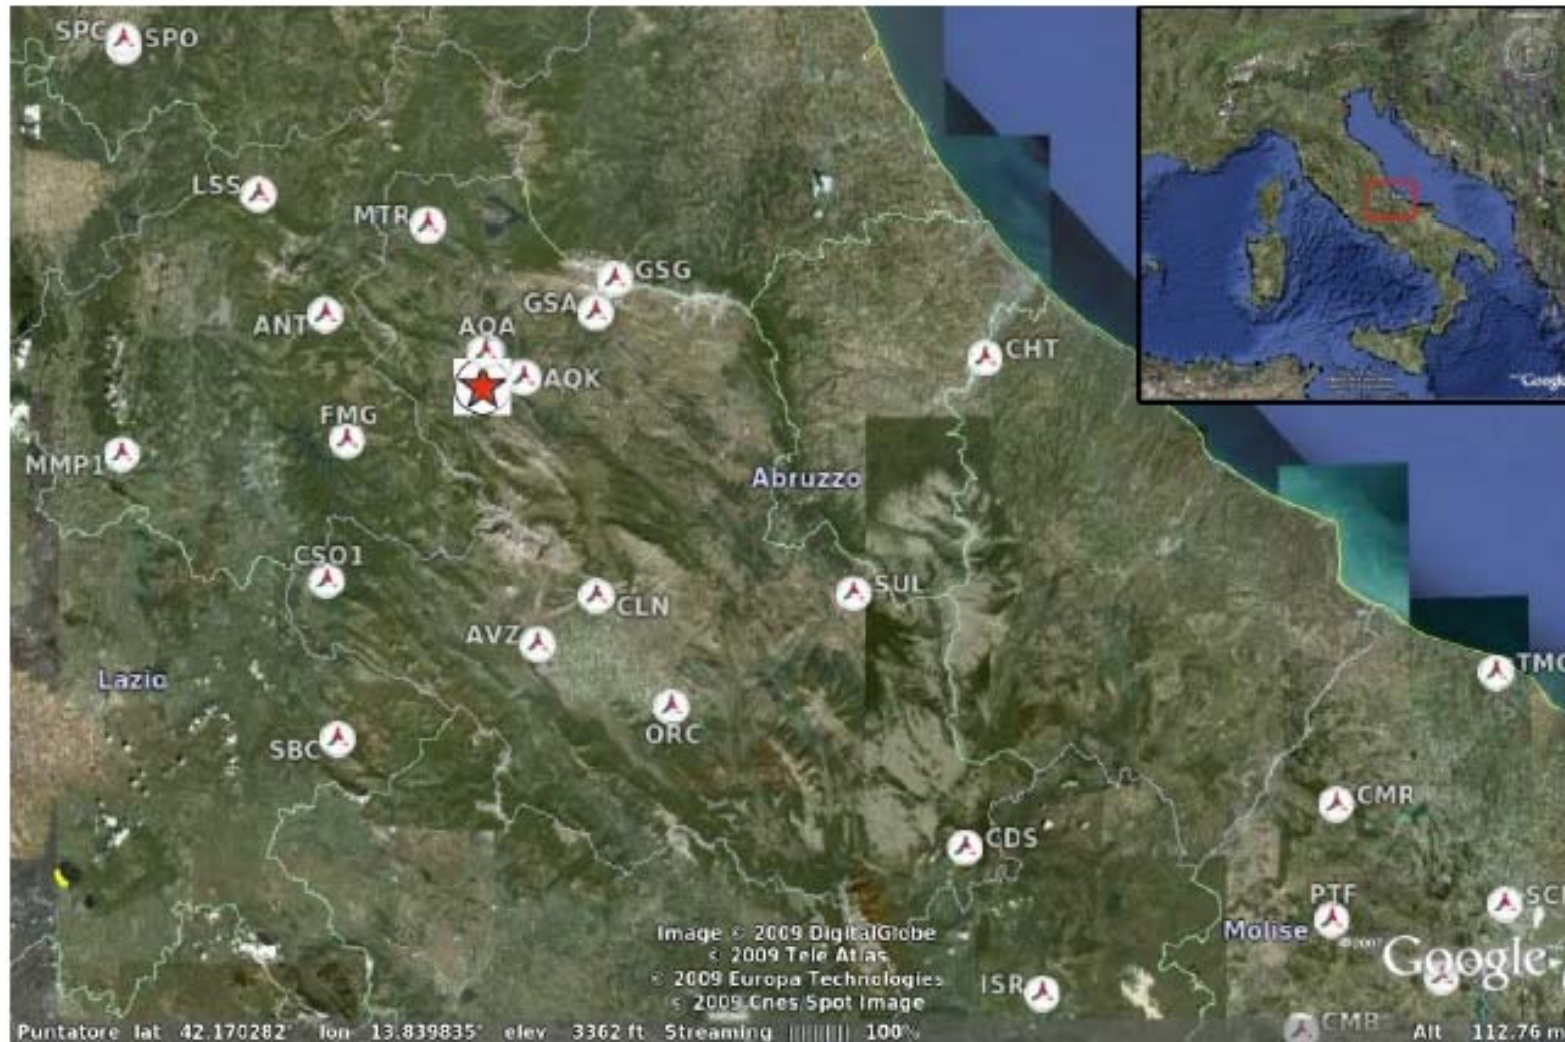 SPC SPO
LSS
MTR
GSG
GSA
ANT
AQA
CHT
AQK
FMG
MMP1
Abruzzo
CSO1
SUL
CLN
AVZ
TMO
Lazio
ORC
SBC
CMR
CDS
PTF
SC
Molise
Image © 2009 DigitalGlobe
© 2009 Tele Atlas
© 2009 Europa Technologies
© 2009 Cnes Spot Image
Google
ISR
CMB
Puntatore lat 42.170282° lon 13.839835° elev 3362 ft Streaming 100% Alt 112.76 m
Google